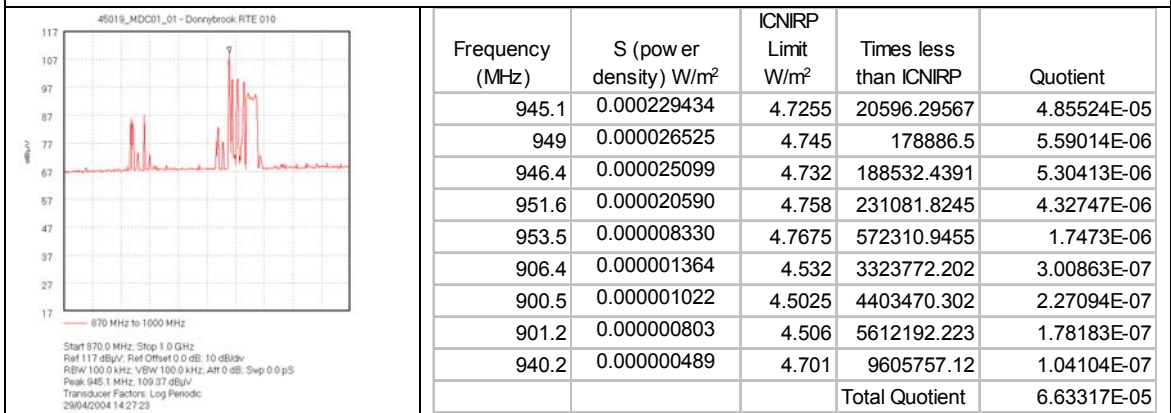 45019_MDC01_01 - Donnybrook RTE 010
117
107
97
87
77
67
57
47
37
27
17
dBµV
870 MHz to 1000 MHz
Start 870.0 MHz; Stop 1.0 GHz
Ref 117 dBµV; Ref Offset 0.0 dB; 10 dB/div
RBW 100.0 kHz; VBW 100.0 kHz; Att 0 dB; Swp 0.0 pS
Peak 945.1 MHz, 109.37 dBµV
Transducer Factors: Log Periodic
29/04/2004 14:27:23
Frequency (MHz) S (power density) W/m² ICNIRP Limit W/m² Times less than ICNIRP Quotient
945.1 0.000229434 4.7255 20596.29567 4.85524E-05
949 0.000026525 4.745 178886.5 5.59014E-06
946.4 0.000025099 4.732 188532.4391 5.30413E-06
951.6 0.000020590 4.758 231081.8245 4.32747E-06
953.5 0.000008330 4.7675 572310.9455 1.7473E-06
906.4 0.000001364 4.532 3323772.202 3.00863E-07
900.5 0.000001022 4.5025 4403470.302 2.27094E-07
901.2 0.000000803 4.506 5612192.223 1.78183E-07
940.2 0.000000489 4.701 9605757.12 1.04104E-07
Total Quotient 6.63317E-05